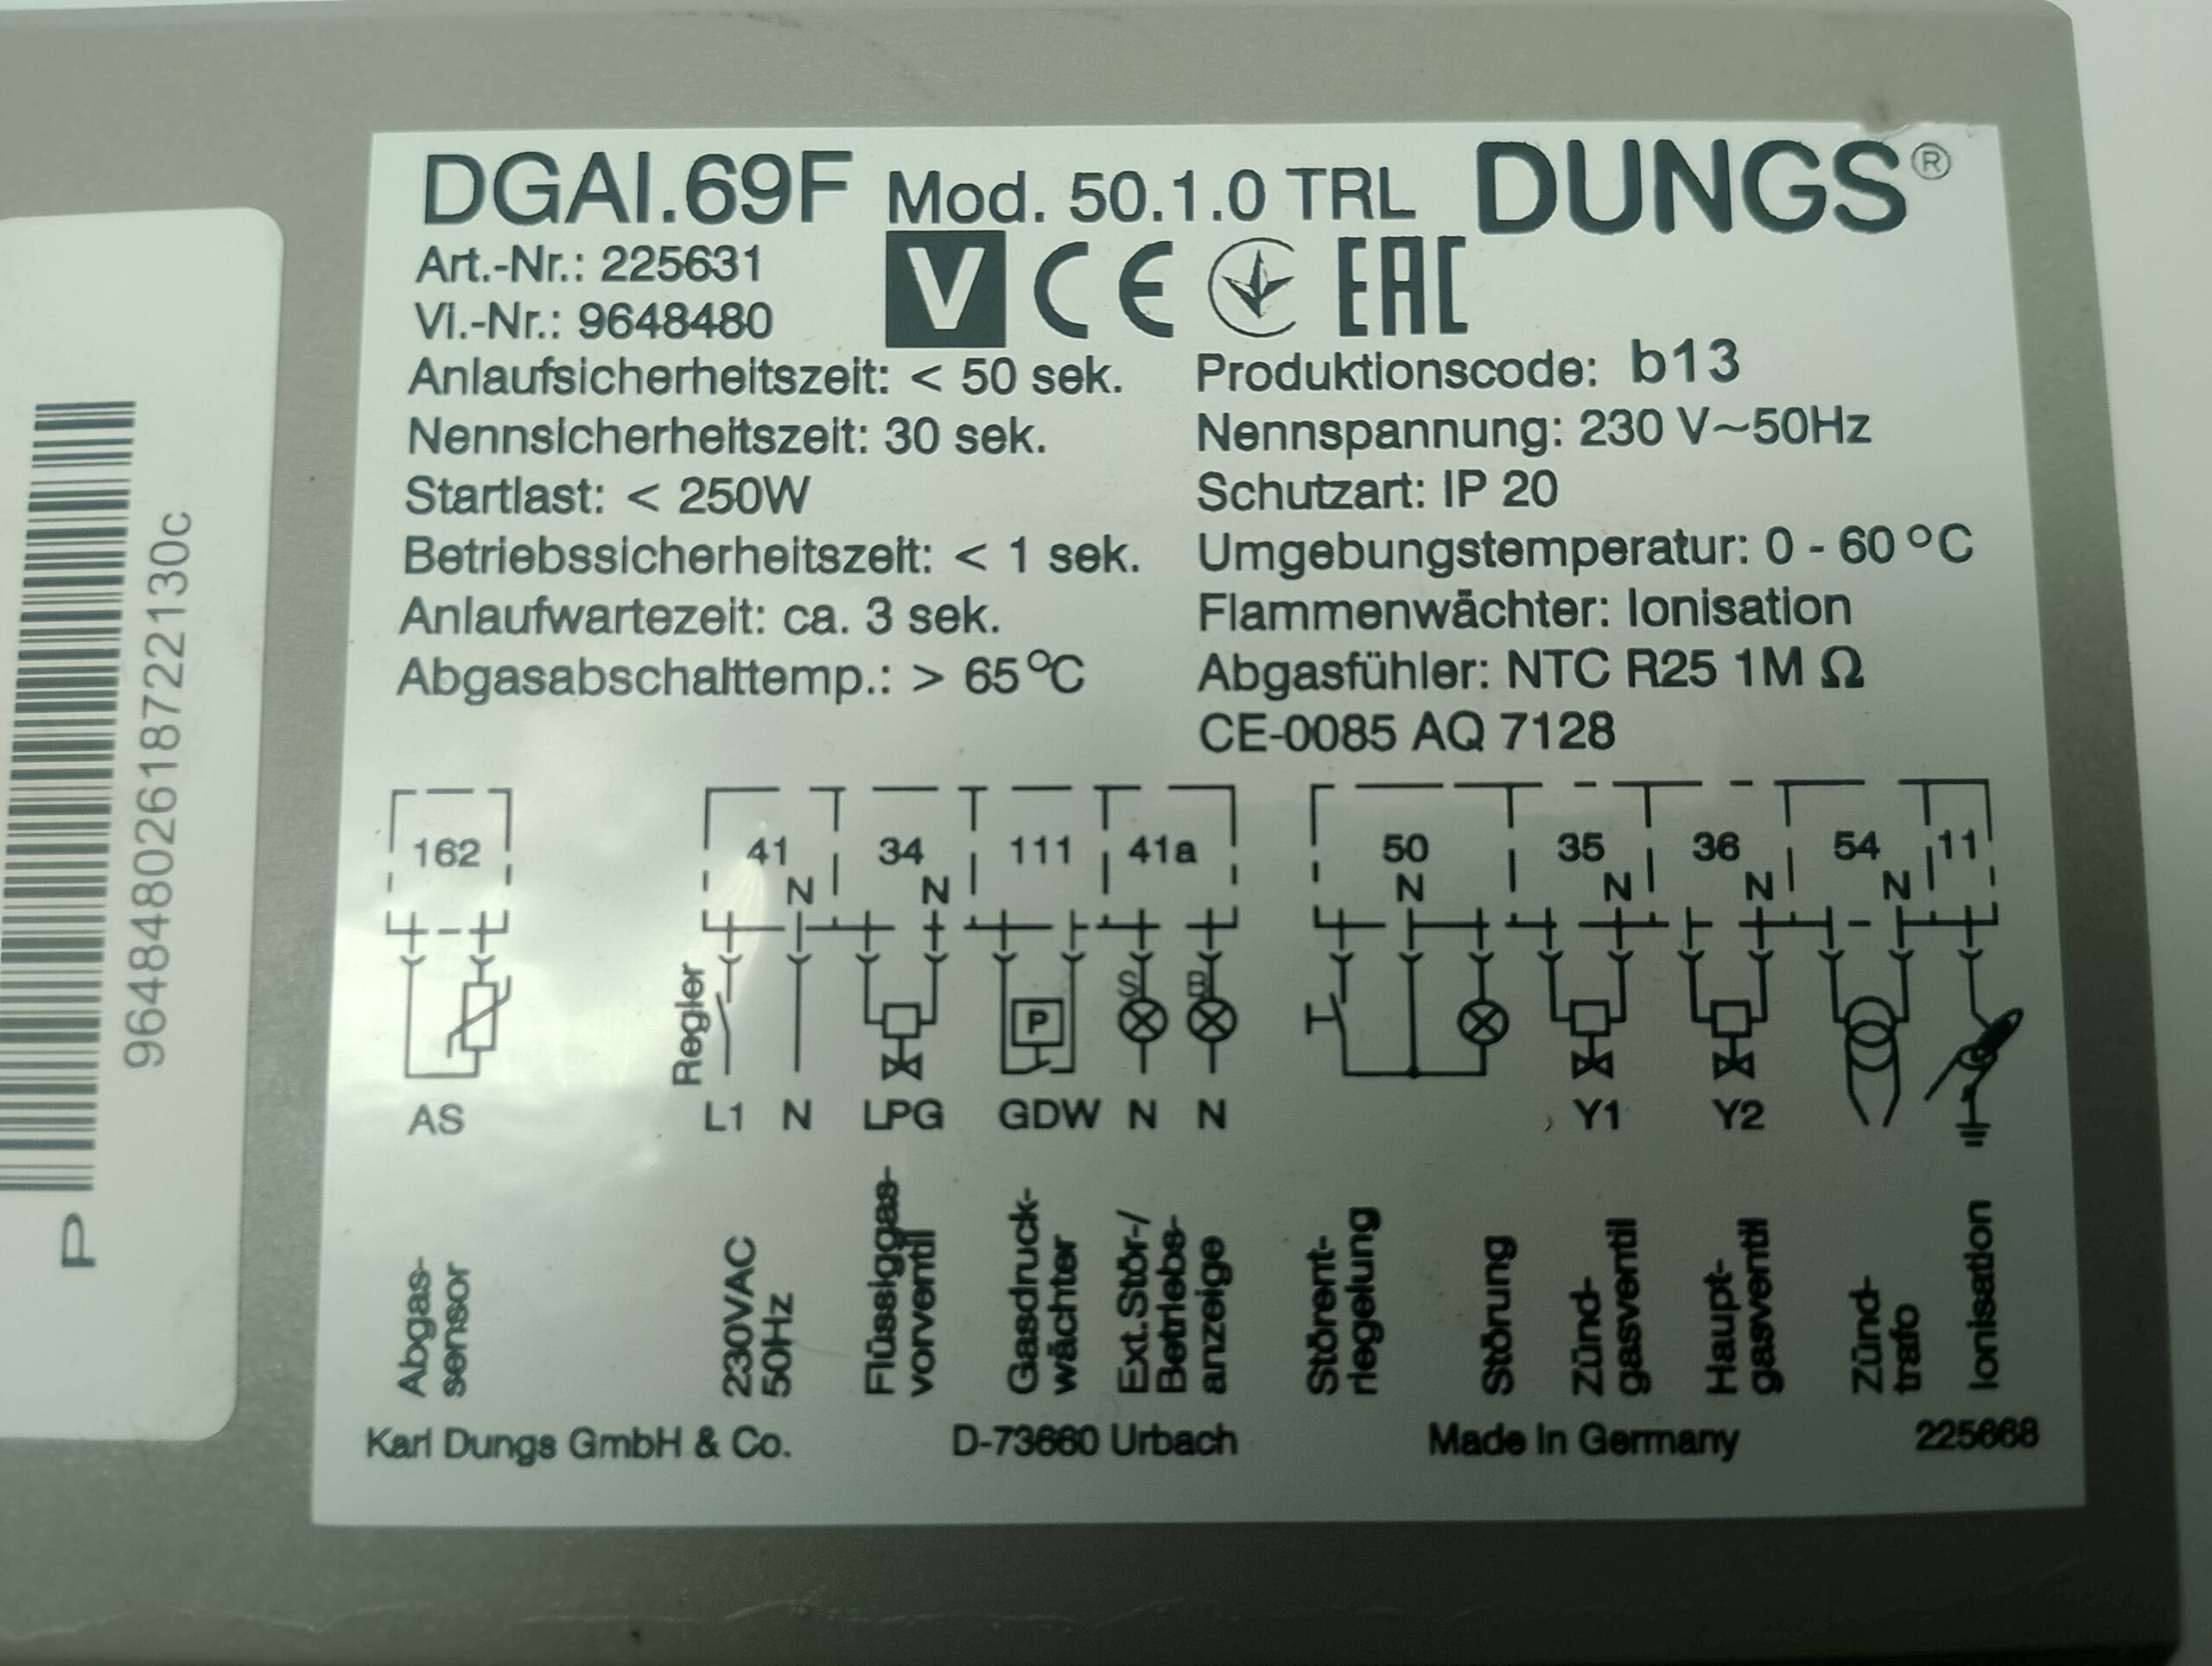 DGAI.69F Mod. 50.1.0 TRL DUNGS®
Art.-Nr.: 225631
VI.-Nr.: 9648480
V CE EAC
Anlaufsicherheitszeit: < 50 sek.
Produktionscode: b13
Nennsicherheitszeit: 30 sek.
Nennspannung: 230 V~50Hz
Startlast: < 250W
Schutzart: IP 20
Betriebssicherheitszeit: < 1 sek.
Umgebungstemperatur: 0 - 60 °C
Anlaufwartezeit: ca. 3 sek.
Flammenwächter: Ionisation
Abgasabschalttemp.: > 65 °C
Abgasfühler: NTC R25 1M Ω
CE-0085 AQ 7128
162 41 34 111 41a 50 35 36 54 11
N N N N N N
Regler
S B
P
AS L1 N LPG GDW N N Y1 Y2
Abgas-
sensor
230VAC
50Hz
Flüssiggas-
vorventil
Gasdruck-
wächter
Ext.Stör-/
Betriebs-
anzeige
Störent-
riegelung
Störung
Zünd-
gasventil
Haupt-
gasventil
Zünd-
trafo
Ionisation
Karl Dungs GmbH & Co. D-73660 Urbach Made in Germany 225668
P
96484802618722130c